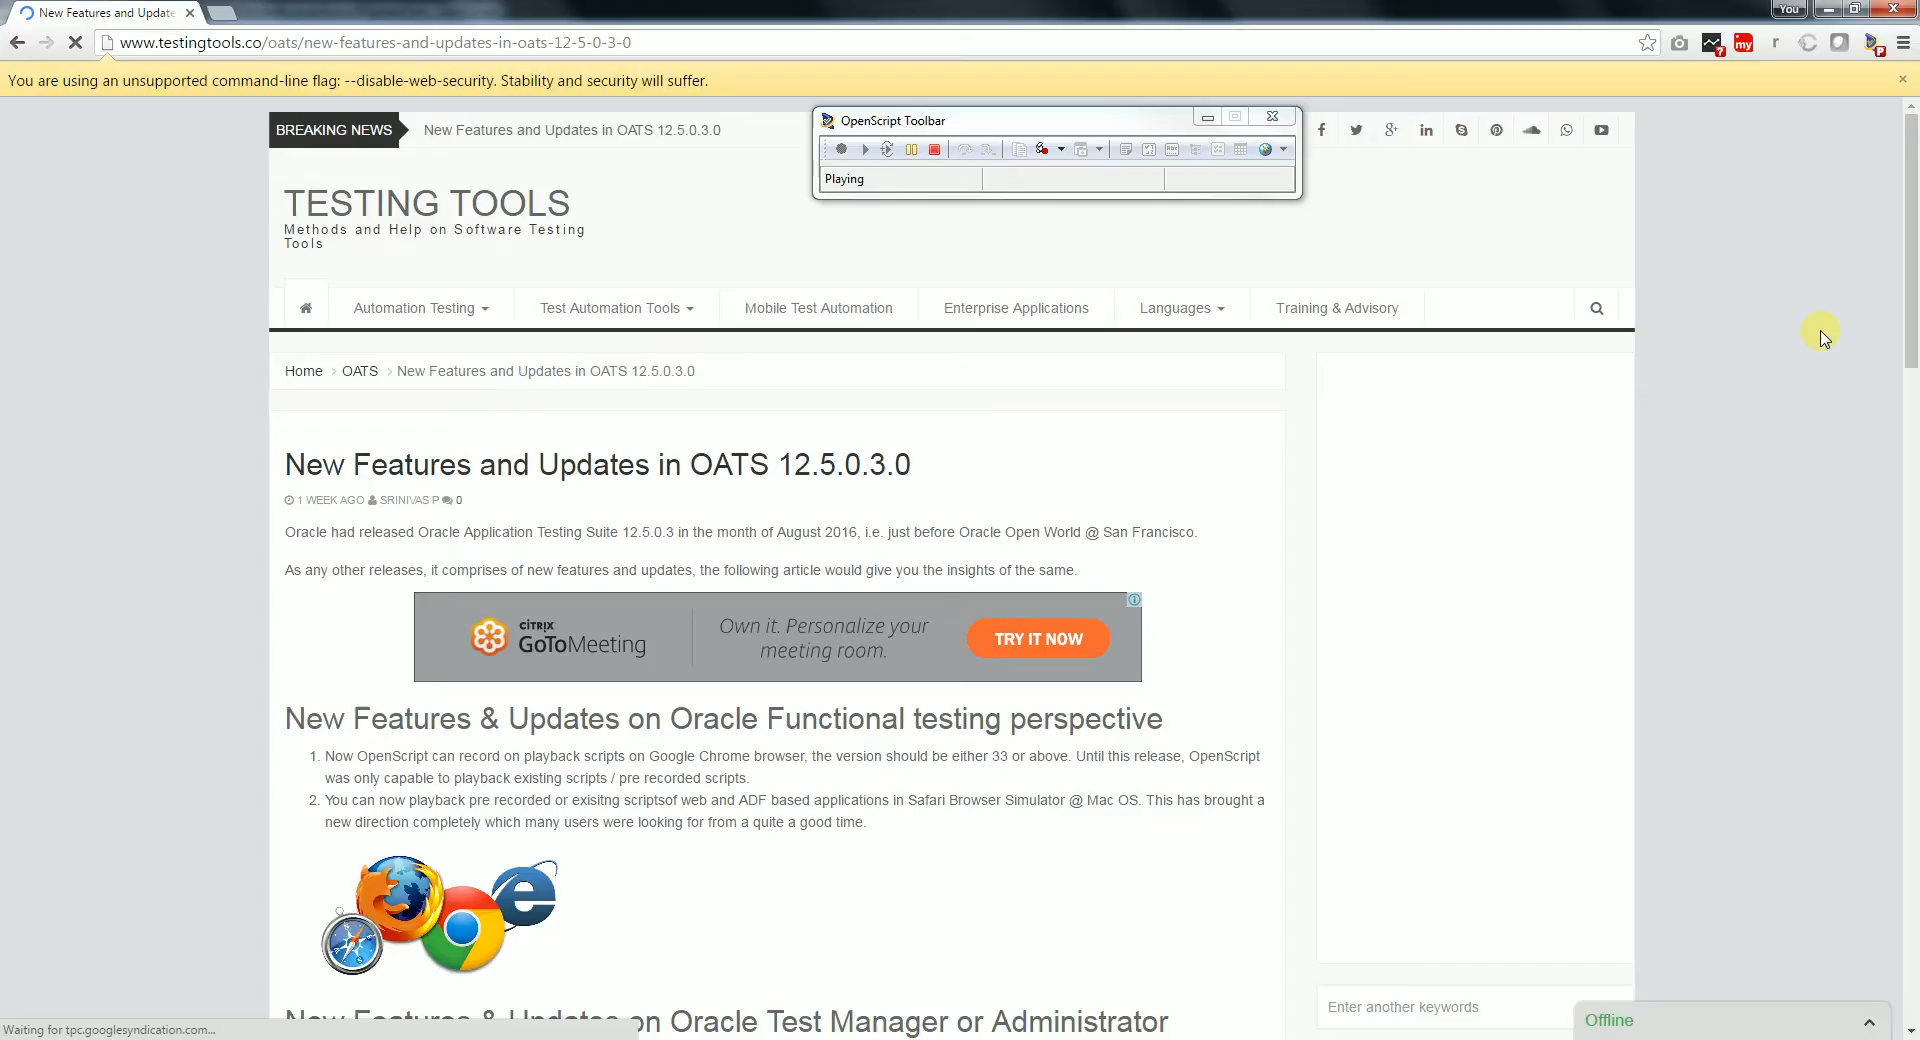 New Features and Update
You
www.testingtools.co/oats/new-features-and-updates-in-oats-12-5-0-3-0
You are using an unsupported command-line flag: --disable-web-security. Stability and security will suffer.
BREAKING NEWS
New Features and Updates in OATS 12.5.0.3.0
OpenScript Toolbar
Playing
TESTING TOOLS
Methods and Help on Software Testing
Tools
Automation Testing
Test Automation Tools
Mobile Test Automation
Enterprise Applications
Languages
Training & Advisory
Home
OATS
New Features and Updates in OATS 12.5.0.3.0
New Features and Updates in OATS 12.5.0.3.0
1 WEEK AGO SRINIVAS P 0
Oracle had released Oracle Application Testing Suite 12.5.0.3 in the month of August 2016, i.e. just before Oracle Open World @ San Francisco.
As any other releases, it comprises of new features and updates, the following article would give you the insights of the same.
CITRIX
GoToMeeting
Own it. Personalize your
meeting room.
TRY IT NOW
New Features & Updates on Oracle Functional testing perspective
1. Now OpenScript can record on playback scripts on Google Chrome browser, the version should be either 33 or above. Until this release, OpenScript
was only capable to playback existing scripts / pre recorded scripts.
2. You can now playback pre recorded or exisitng scriptsof web and ADF based applications in Safari Browser Simulator @ Mac OS. This has brought a
new direction completely which many users were looking for from a quite a good time.
New Features & Updates on Oracle Test Manager or Administrator
Enter another keywords
Offline
Waiting for tpc.googlesyndication.com...